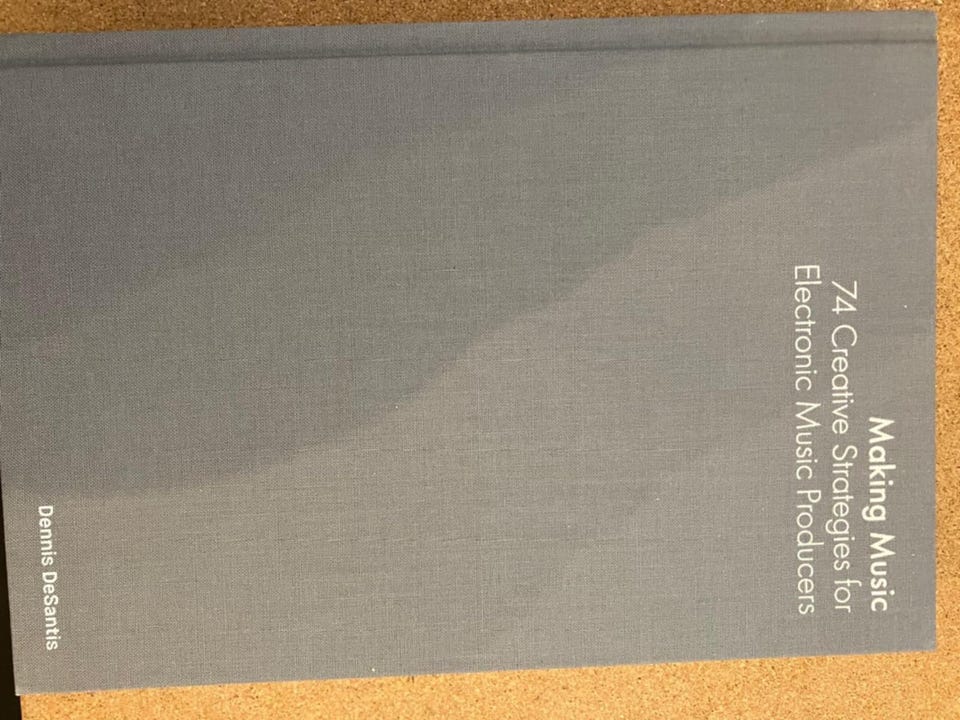 Making Music
74 Creative Strategies for
Electronic Music Producers
Dennis DeSantis